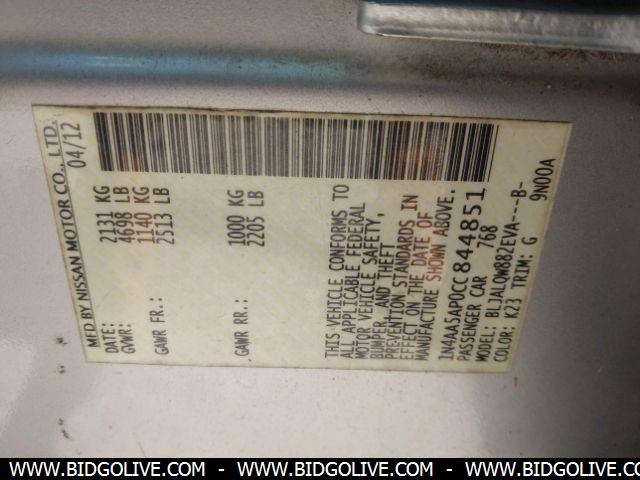 MFD BY NISSAN MOTOR CO., LTD.
DATE: 04/12
GVWR: 2131 KG
4698 LB
GAWR FR.: 1140 KG
2513 LB
GAWR RR.: 1000 KG
2205 LB
THIS VEHICLE CONFORMS TO
ALL APPLICABLE FEDERAL
MOTOR VEHICLE SAFETY,
BUMPER, AND THEFT
PREVENTION STANDARDS IN
EFFECT ON THE DATE OF
MANUFACTURE SHOWN ABOVE.
1N4AA5AP0CC844851
PASSENGER CAR 768
MODEL: BLJALQW882EVA----B-
COLOR: K23 TRIM: G 9N00A
WWW.BIDGOLIVE.COM - WWW.BIDGOLIVE.COM - WWW.BIDGOLIVE.COM